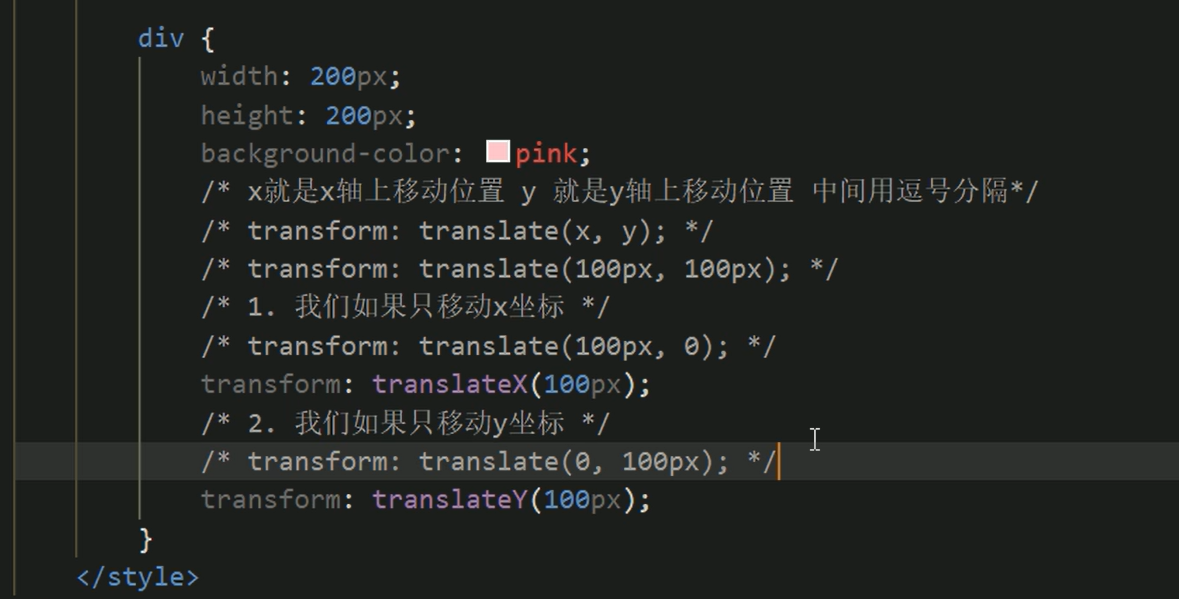 div {
width: 200px;
height: 200px;
background-color: pink;
/* x就是x轴上移动位置 y 就是y轴上移动位置 中间用逗号分隔*/
/* transform: translate(x, y); */
/* transform: translate(100px, 100px); */
/* 1. 我们如果只移动x坐标 */
/* transform: translate(100px, 0); */
transform: translateX(100px);
/* 2. 我们如果只移动y坐标 */
/* transform: translate(0, 100px); */
transform: translateY(100px);
}
</style>